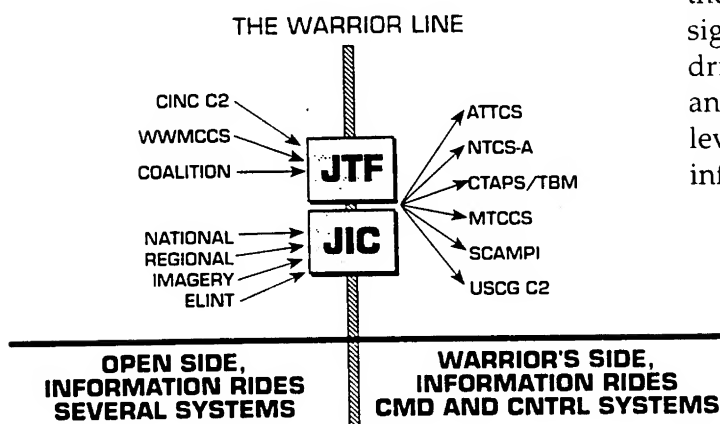 THE WARRIOR LINE
CINC C2
WWMCCS
COALITION
JTF
NATIONAL
REGIONAL
IMAGERY
ELINT
JIC
ATTCS
NTCS-A
CTAPS/TBM
MTCCS
SCAMPI
USCG C2
OPEN SIDE,
INFORMATION RIDES
SEVERAL SYSTEMS
WARRIOR'S SIDE,
INFORMATION RIDES
CMD AND CNTRL SYSTEMS